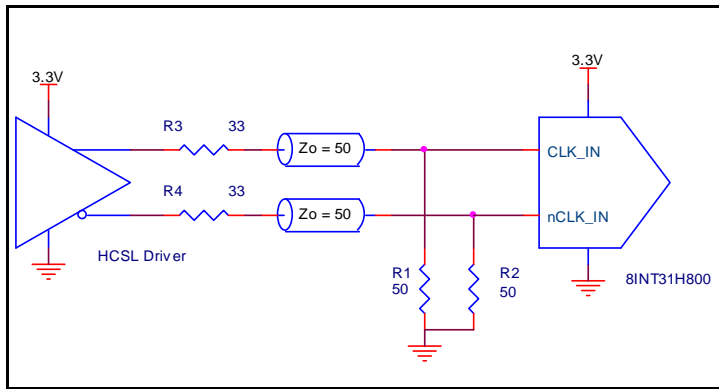 3.3V
3.3V
R3 33
Zo = 50
CLK_IN
R4 33
Zo = 50
nCLK_IN
HCSL Driver
R1
50
R2
50
8INT31H800